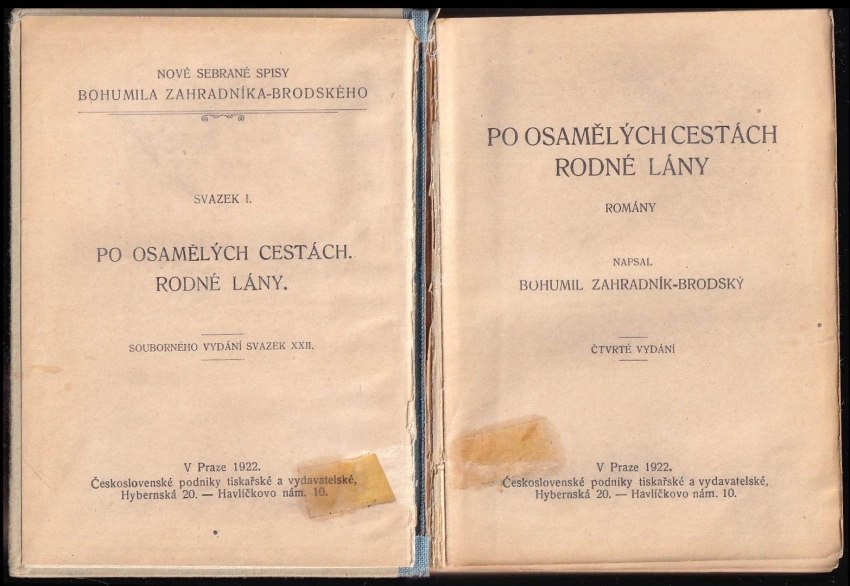 NOVÉ SEBRANÉ SPISY
BOHUMILA ZAHRADNÍKA-BRODSKÉHO
SVAZEK I.
PO OSAMĚLÝCH CESTÁCH.
RODNÉ LÁNY.
SOUBORNÉHO VYDÁNÍ SVAZEK XXII.
V Praze 1922.
Československé podniky tiskařské a vydavatelské,
Hybernská 20. — Havlíčkovo nám. 10.
PO OSAMĚLÝCH CESTÁCH
RODNÉ LÁNY
ROMÁNY
NAPSAL
BOHUMIL ZAHRADNÍK-BRODSKÝ
ČTVRTÉ VYDÁNÍ
V Praze 1922.
Československé podniky tiskařské a vydavatelské,
Hybernská 20. — Havlíčkovo nám. 10.